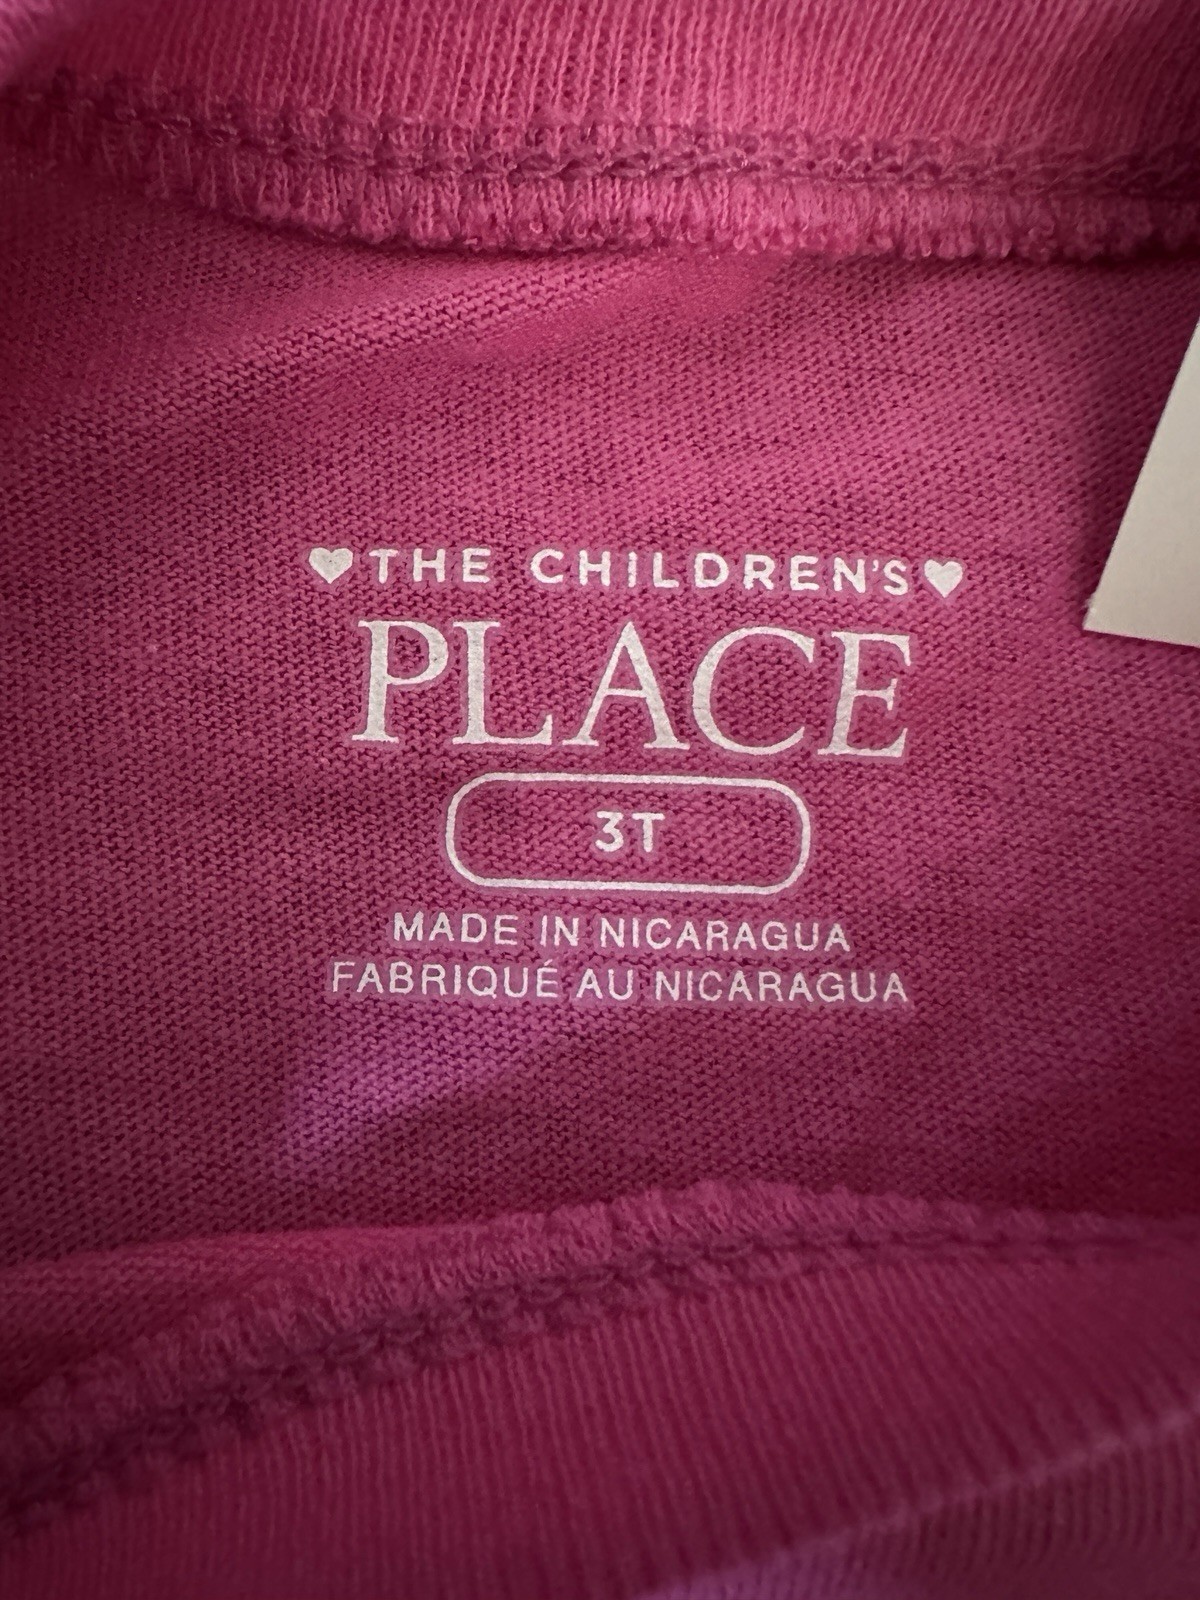 ♥THE CHILDREN'S♥
PLACE
3T
MADE IN NICARAGUA
FABRIQUÉ AU NICARAGUA